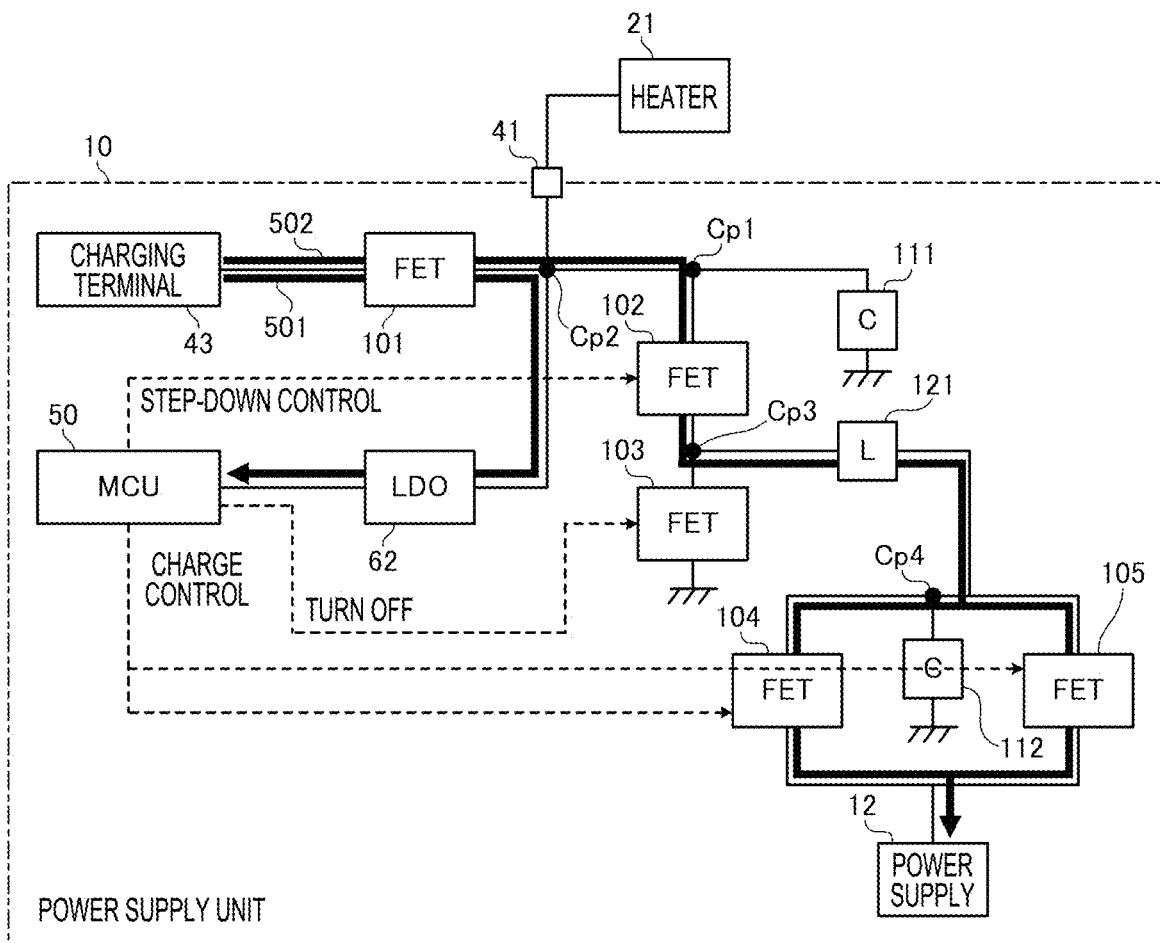 21
HEATER
41
10
502
Cp1
CHARGING
TERMINAL
FET
111
C
43
501
101
Cp2
102
FET
STEP-DOWN CONTROL
121
50
Cp3
L
MCU
LDO
103
FET
62
CHARGE
CONTROL
TURN OFF
Cp4
105
104
FET
C
FET
112
12
POWER
SUPPLY
POWER SUPPLY UNIT